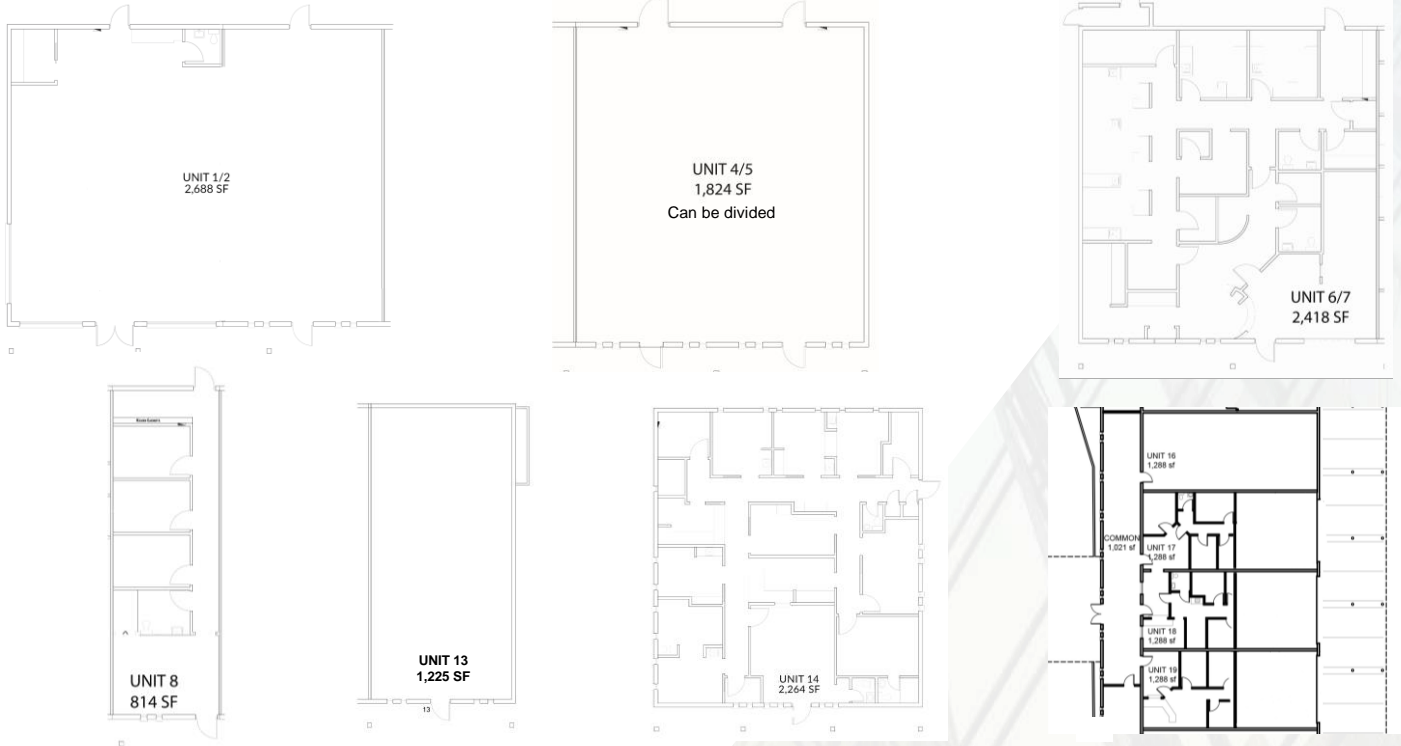 UNIT 1/2
2,688 SF
UNIT 4/5
1,824 SF
Can be divided
UNIT 6/7
2,418 SF
UNIT 8
814 SF
UNIT 13
1,225 SF
13
UNIT 14
2,264 SF
UNIT 16
1,288 sf
COMMON
1,021 sf
UNIT 17
1,288 sf
UNIT 18
1,288 sf
UNIT 19
1,288 sf